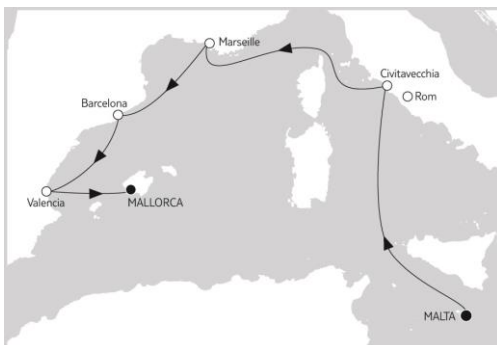 Marseille
Civitavecchia
Rom
Barcelona
Valencia
MALLORCA
MALTA